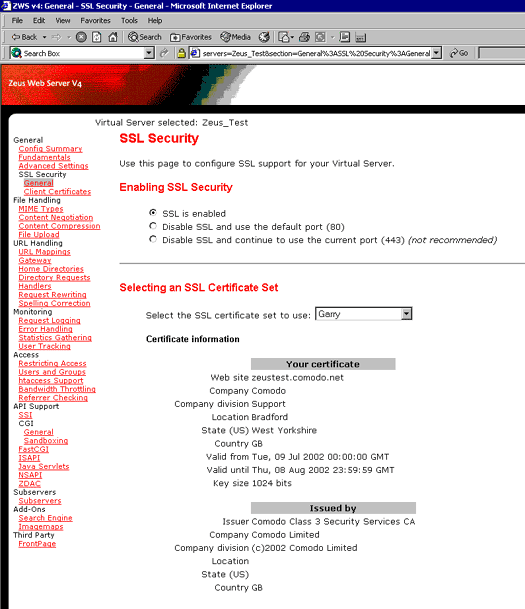 ZWS v4: General - SSL Security - General - Microsoft Internet Explorer
File Edit View Favorites Tools Help
Back Search Favorites Media
Search Box servers=Zeus_Test&section=General%3ASSL%20Security%3AGeneral Go
Zeus Web Server V4
Virtual Server selected: Zeus_Test
General
Config Summary
Fundamentals
Advanced Settings
SSL Security
General
Client Certificates
File Handling
MIME Types
Content Negotiation
Content Compression
File Upload
URL Handling
URL Mappings
Gateway
Home Directories
Directory Requests
Handlers
Request Rewriting
Spelling Correction
Monitoring
Request Logging
Error Handling
Statistics Gathering
User Tracking
Access
Restricting Access
Users and Groups
htaccess Support
Bandwidth Throttling
Referrer Checking
API Support
SSI
CGI
General
Sandboxing
FastCGI
ISAPI
Java Servlets
NSAPI
ZDAC
Subservers
Subservers
Add-Ons
Search Engine
Imagemaps
Third Party
FrontPage
SSL Security
Use this page to configure SSL support for your Virtual Server.
Enabling SSL Security
SSL is enabled
Disable SSL and use the default port (80)
Disable SSL and continue to use the current port (443) (not recommended)
Selecting an SSL Certificate Set
Select the SSL certificate set to use: Garry
Certificate information
Your certificate
Web site zeustest.comodo.net
Company Comodo
Company division Support
Location Bradford
State (US) West Yorkshire
Country GB
Valid from Tue, 09 Jul 2002 00:00:00 GMT
Valid until Thu, 08 Aug 2002 23:59:59 GMT
Key size 1024 bits
Issued by
Issuer Comodo Class 3 Security Services CA
Company Comodo Limited
Company division (c)2002 Comodo Limited
Location
State (US)
Country GB